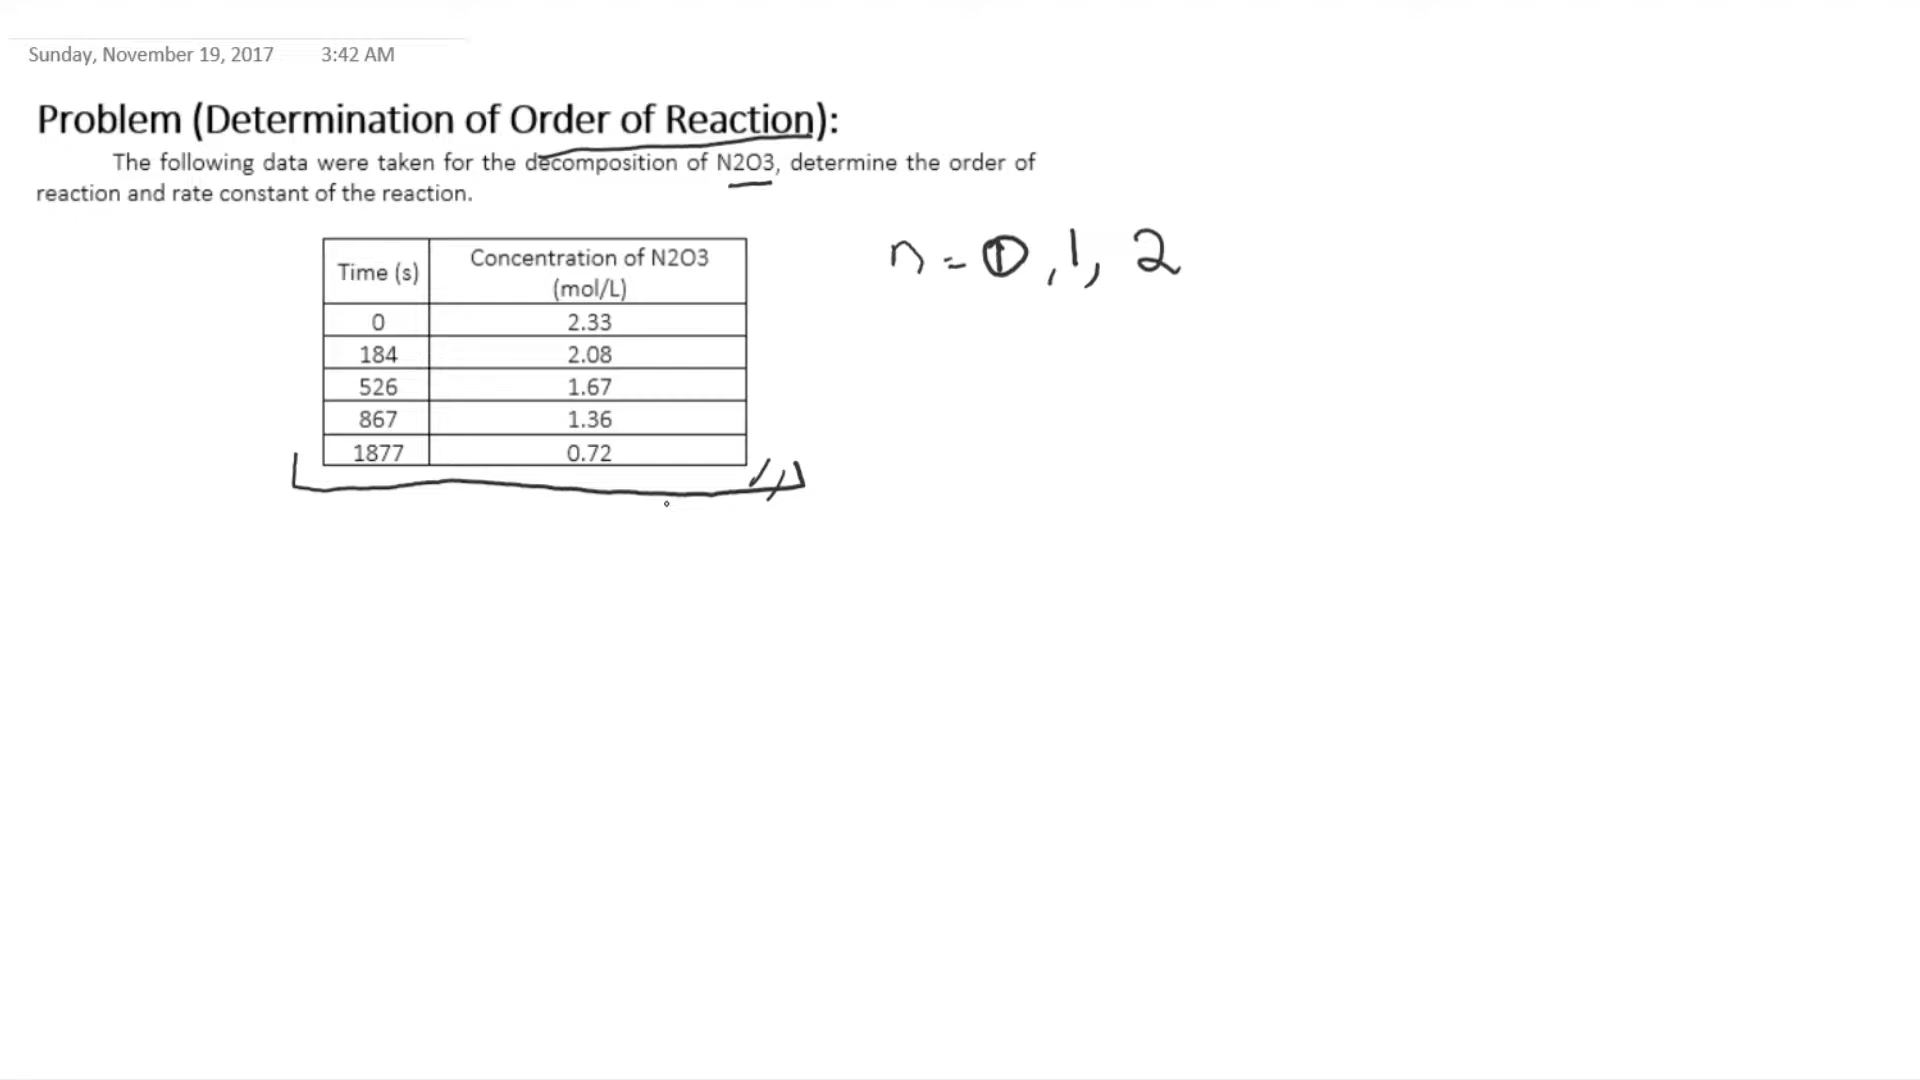 Sunday, November 19, 2017 3:42 AM
Problem (Determination of Order of Reaction):
The following data were taken for the decomposition of N2O3, determine the order of
reaction and rate constant of the reaction.
Time (s) Concentration of N2O3 (mol/L)
0 2.33
184 2.08
526 1.67
867 1.36
1877 0.72
n = 0, 1, 2